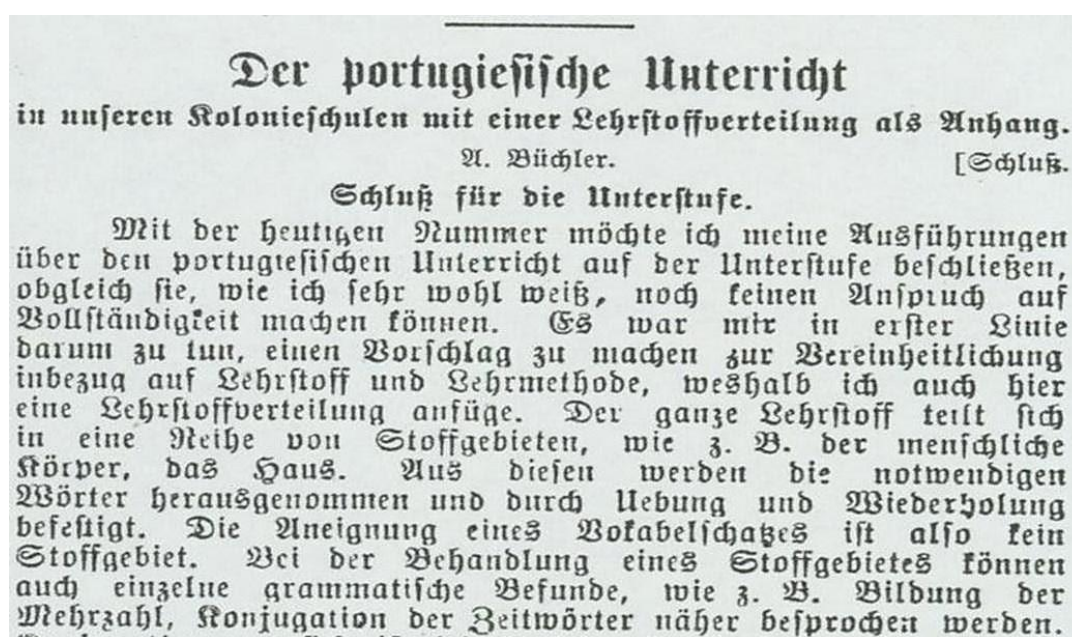 Der portugiesische Unterricht
in unseren Kolonieschulen mit einer Lehrstoffverteilung als Anhang.
A. Büchler. [Schluß.
Schluß für die Unterstufe.
Mit der heutigen Nummer möchte ich meine Ausführungen
über den portugiesischen Unterricht auf der Unterstufe beschließen,
obgleich sie, wie ich sehr wohl weiß, noch keinen Anspruch auf
Vollständigkeit machen können. Es war mir in erster Linie
darum zu tun, einen Vorschlag zu machen zur Vereinheitlichung
inbezug auf Lehrstoff und Lehrmethode, weshalb ich auch hier
eine Lehrstoffverteilung anfüge. Der ganze Lehrstoff teilt sich
in eine Reihe von Stoffgebieten, wie z. B. der menschliche
Körper, das Haus. Aus diesen werden die notwendigen
Wörter herausgenommen und durch Uebung und Wiederholung
befestigt. Die Aneignung eines Vokabelschatzes ist also kein
Stoffgebiet. Bei der Behandlung eines Stoffgebietes können
auch einzelne grammatische Befunde, wie z. B. Bildung der
Mehrzahl, Konjugation der Zeitwörter näher besprochen werden.